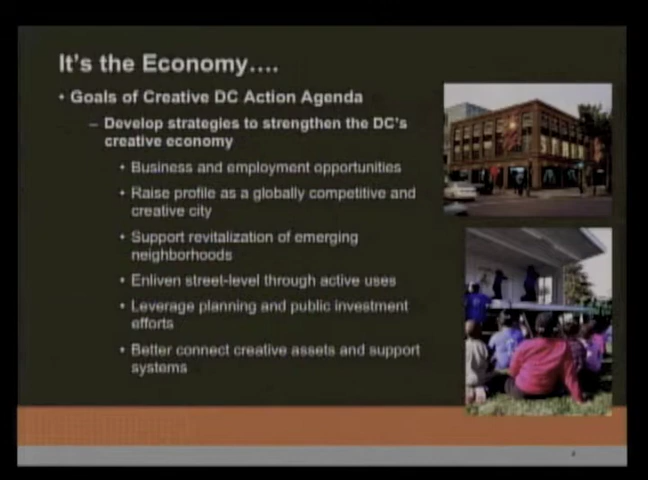 It's the Economy....
• Goals of Creative DC Action Agenda
– Develop strategies to strengthen the DC's
creative economy
• Business and employment opportunities
• Raise profile as a globally competitive and
creative city
• Support revitalization of emerging
neighborhoods
• Enliven street-level through active uses
• Leverage planning and public investment
efforts
• Better connect creative assets and support
systems